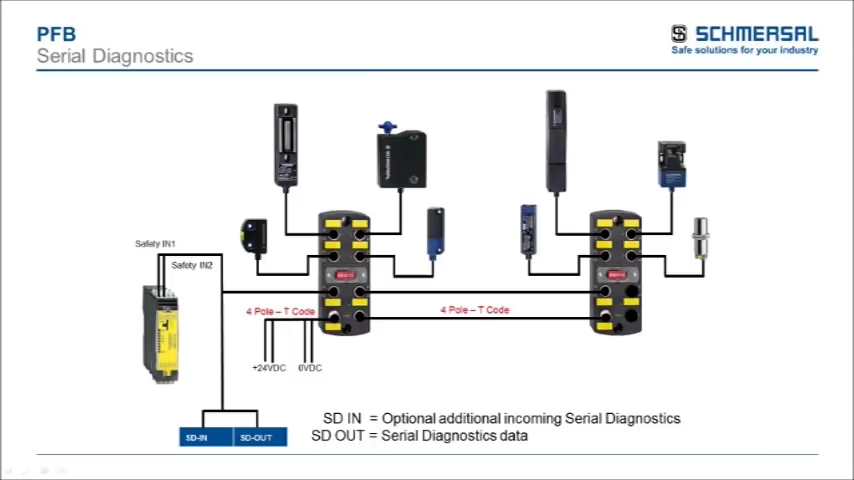 PFB
Serial Diagnostics
SCHMERSAL
Safe solutions for your industry
Safety IN1
Safety IN2
4 Pole – T Code
4 Pole – T Code
+24VDC
0VDC
SD IN = Optional additional incoming Serial Diagnostics
SD OUT = Serial Diagnostics data
SD-IN
SD-OUT